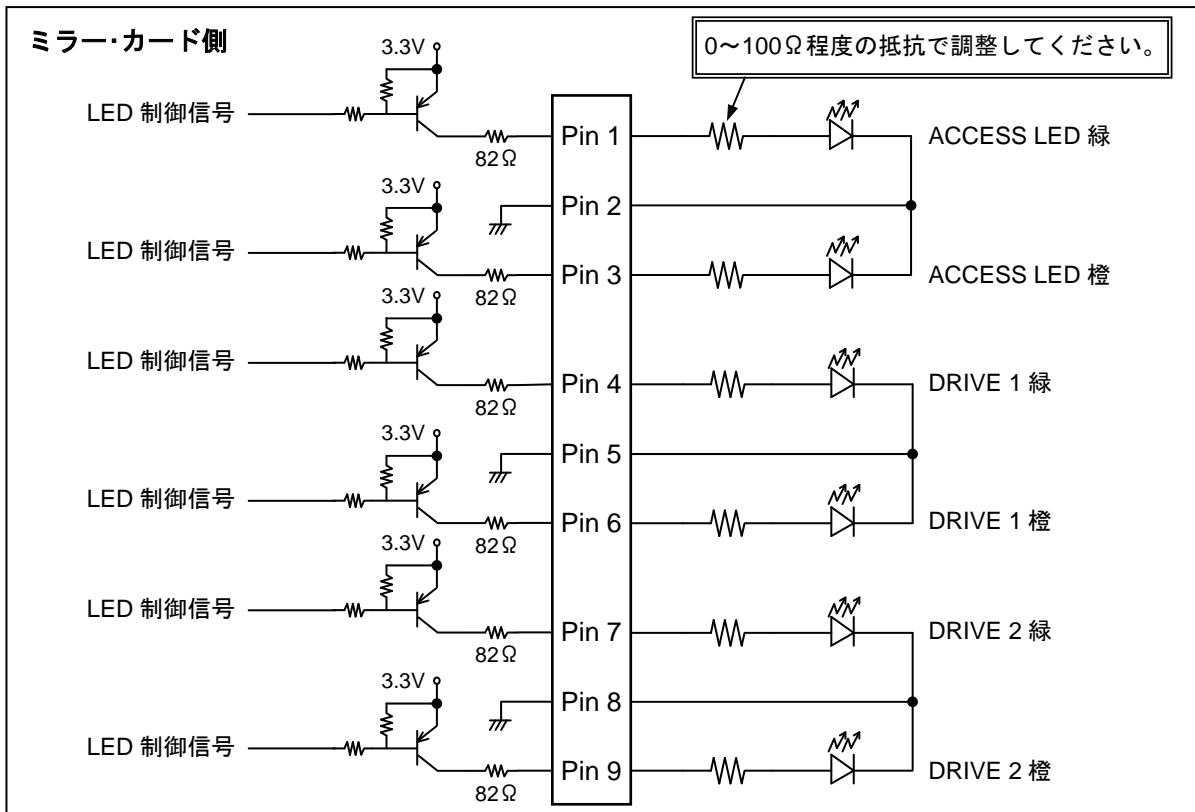 ミラー・カード側
0～100Ω程度の抵抗で調整してください。
3.3V
LED 制御信号
82Ω
Pin 1
ACCESS LED 緑
3.3V
Pin 2
LED 制御信号
82Ω
Pin 3
ACCESS LED 橙
3.3V
LED 制御信号
82Ω
Pin 4
DRIVE 1 緑
3.3V
Pin 5
LED 制御信号
82Ω
Pin 6
DRIVE 1 橙
3.3V
LED 制御信号
82Ω
Pin 7
DRIVE 2 緑
3.3V
Pin 8
LED 制御信号
82Ω
Pin 9
DRIVE 2 橙